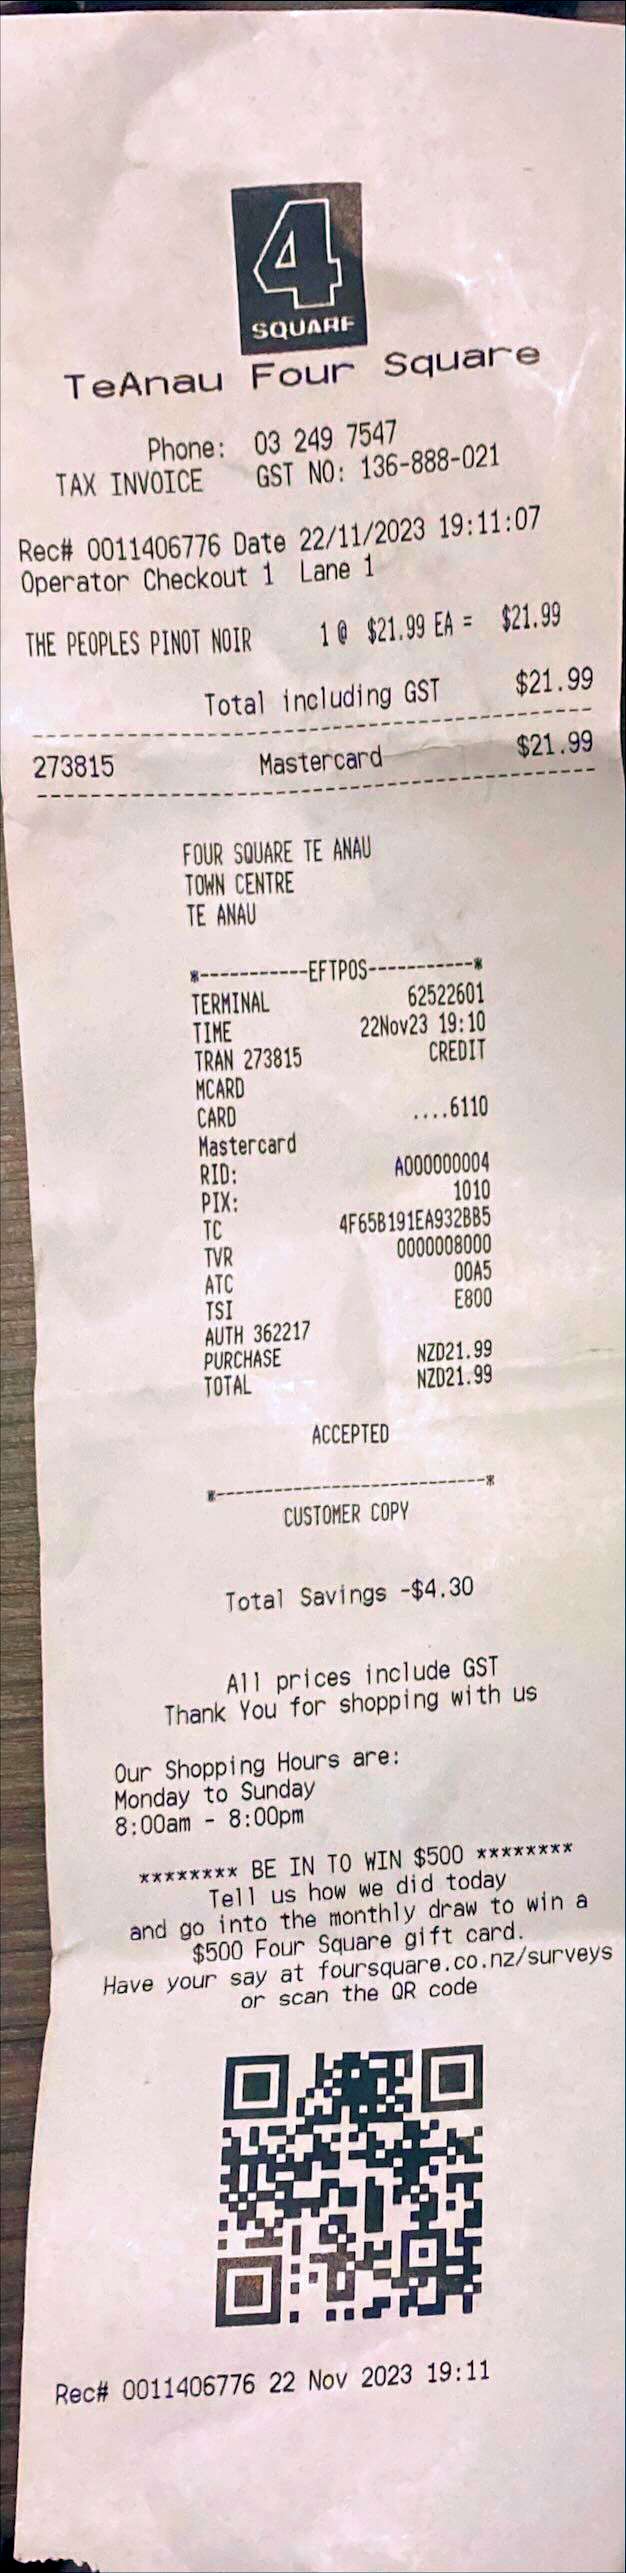 4
SQUARE
TeAnau Four Square
Phone: 03 249 7547
TAX INVOICE GST NO: 136-888-021
Rec# 0011406776 Date 22/11/2023 19:11:07
Operator Checkout 1 Lane 1
THE PEOPLES PINOT NOIR 1 @ $21.99 EA = $21.99
Total including GST $21.99
273815 Mastercard $21.99
FOUR SQUARE TE ANAU
TOWN CENTRE
TE ANAU
*-----------EFTPOS-----------*
TERMINAL 62522601
TIME 22Nov23 19:10
TRAN 273815 CREDIT
MCARD
CARD ....6110
Mastercard
RID: A000000004
PIX: 1010
TC 4F65B191EA932BB5
TVR 0000008000
ATC 00A5
TSI E800
AUTH 362217
PURCHASE NZD21.99
TOTAL NZD21.99
ACCEPTED
*----------------------------*
CUSTOMER COPY
Total Savings -$4.30
All prices include GST
Thank You for shopping with us
Our Shopping Hours are:
Monday to Sunday
8:00am - 8:00pm
******** BE IN TO WIN $500 ********
Tell us how we did today
and go into the monthly draw to win a
$500 Four Square gift card.
Have your say at foursquare.co.nz/surveys
or scan the QR code
Rec# 0011406776 22 Nov 2023 19:11